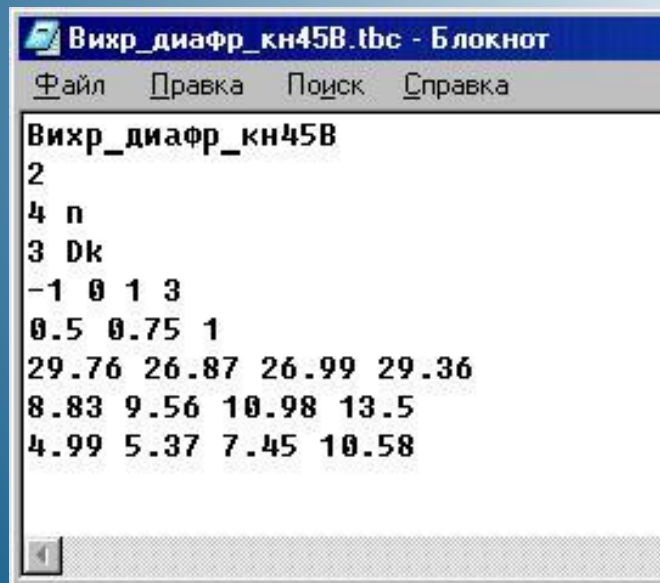 Вихр_диафр_кн45В.tbc - Блокнот
Файл Правка Поиск Справка
Вихр_диафр_кн45В
2
4 n
3 Dk
-1 0 1 3
0.5 0.75 1
29.76 26.87 26.99 29.36
8.83 9.56 10.98 13.5
4.99 5.37 7.45 10.58